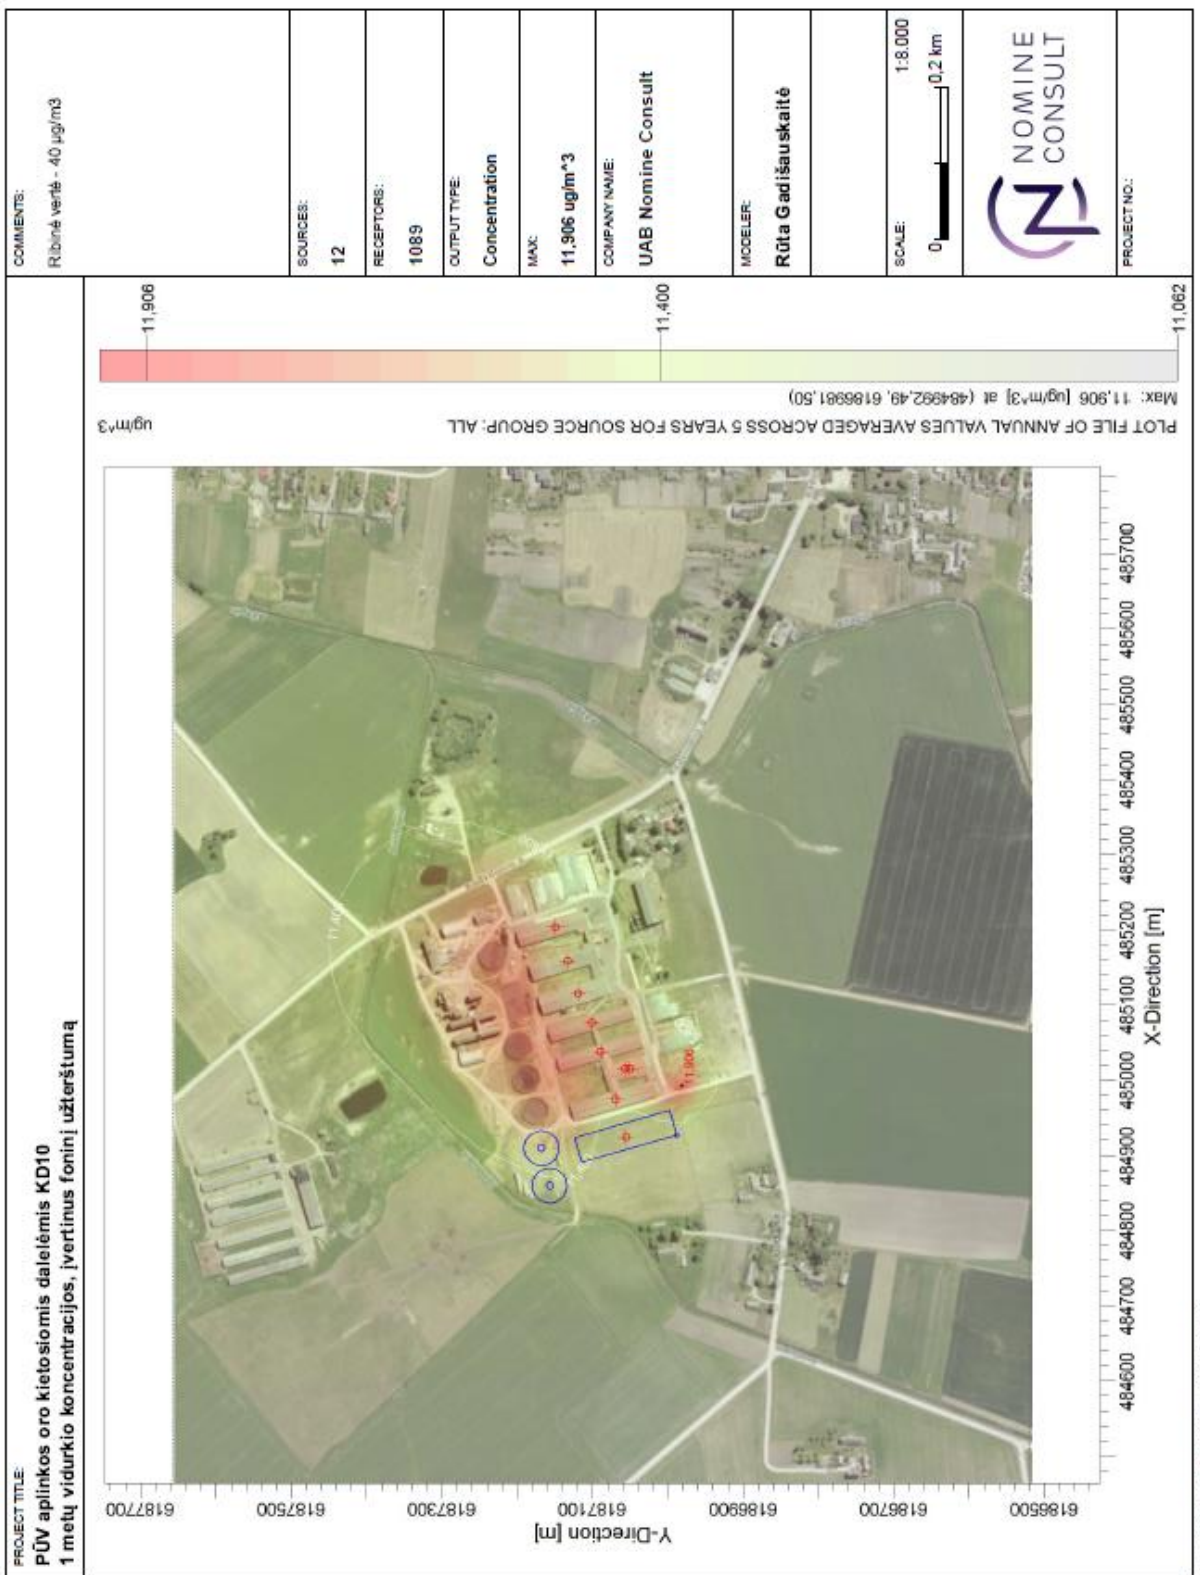 PROJECT TITLE:
PŪV aplinkos oro kietosiomis dalelėmis KD10
1 metų vidurkio koncentracijos, įvertinus foninį užterštumą
Y-Direction [m]
6187700
6187500
6187300
6187100
6186900
6186700
6186500
11,906
X-Direction [m]
484600
484700
484800
484900
485000
485100
485200
485300
485400
485500
485600
485700
PLOT FILE OF ANNUAL VALUES AVERAGED ACROSS 5 YEARS FOR SOURCE GROUP: ALL
ug/m^3
Max: 11,906 [ug/m^3] at (484992,49, 6186981,50)
11,906
11,400
11,062
COMMENTS:
Ribinė vertė - 40 µg/m3
SOURCES:
12
RECEPTORS:
1089
OUTPUT TYPE:
Concentration
MAX:
11,906 ug/m^3
COMPANY NAME:
UAB Nomine Consult
MODELER:
Rūta Gadišauskaitė
SCALE:
1:8.000
0
0,2 km
NOMINE
CONSULT
PROJECT NO.: